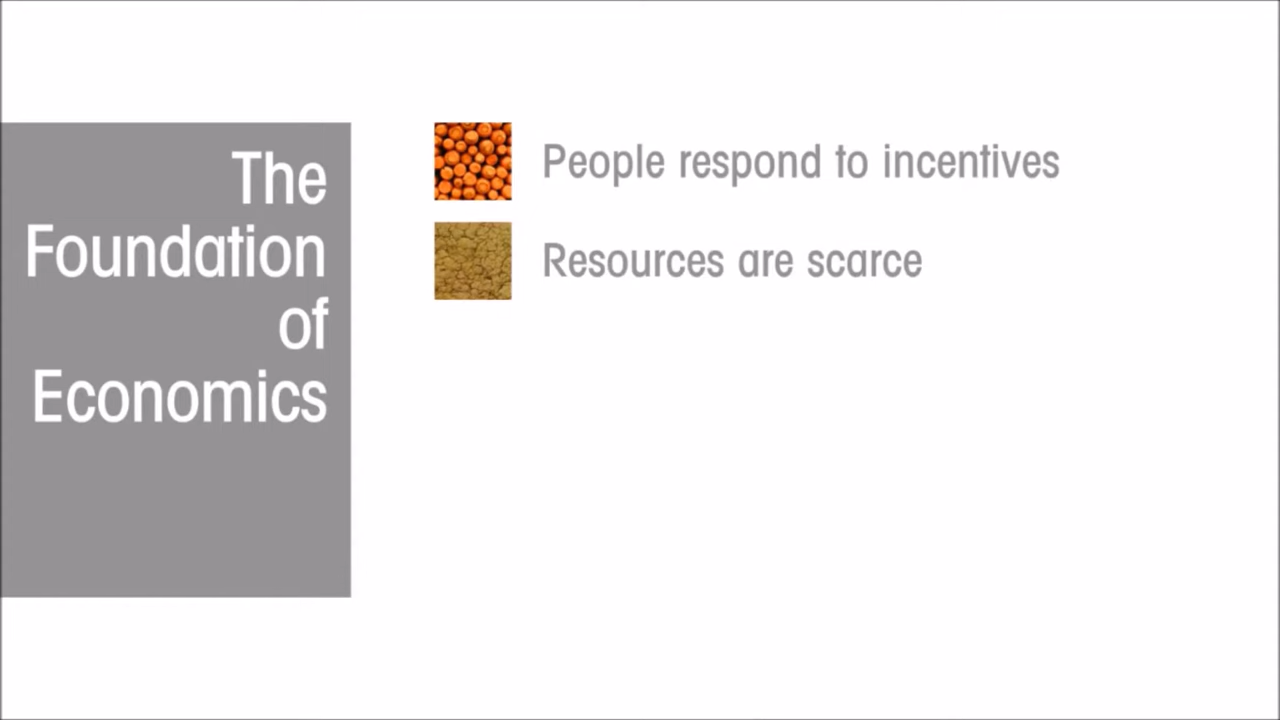 The
Foundation
of
Economics
People respond to incentives
Resources are scarce